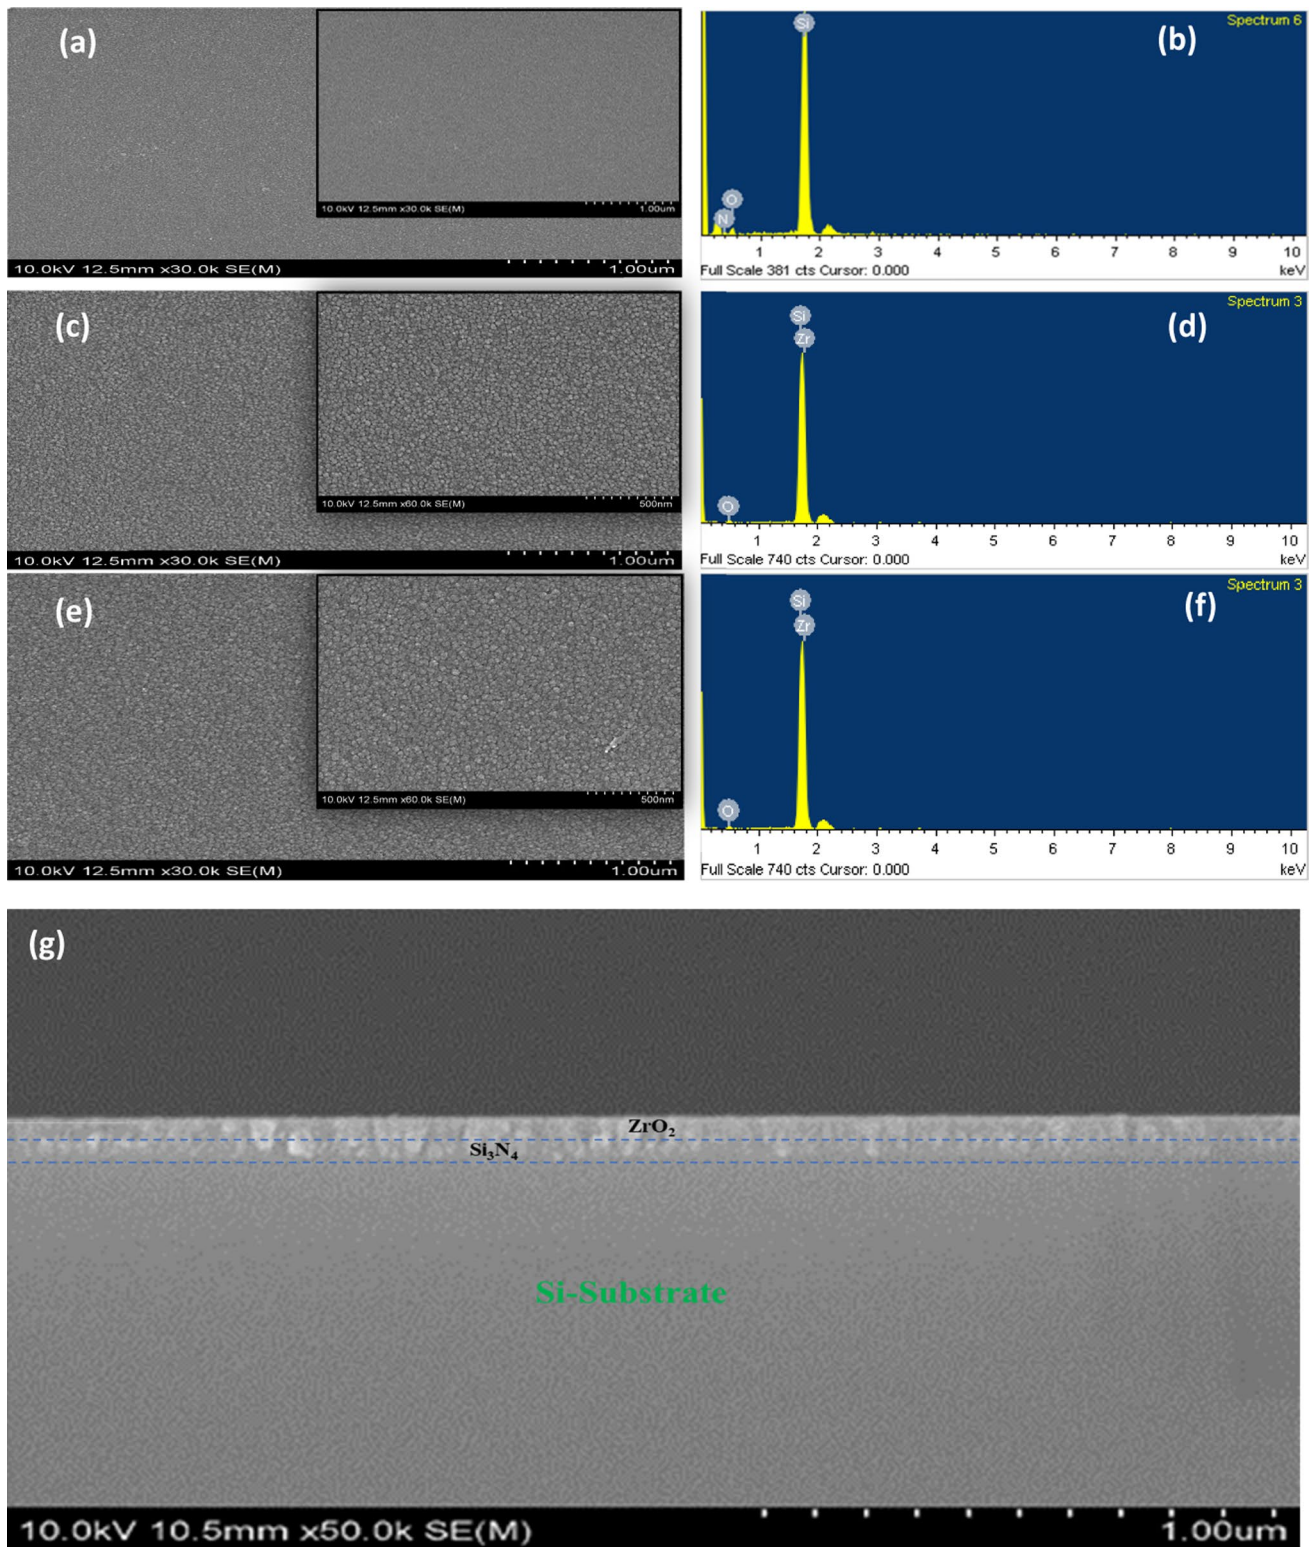 (a)
10.0kV 12.5mm x30.0k SE(M) 1.00um
10.0kV 12.5mm x30.0k SE(M) 1.00um
Spectrum 6
(b)
Si
O
N
1 2 3 4 5 6 7 8 9 10
Full Scale 381 cts Cursor: 0.000 keV
(c)
10.0kV 12.5mm x60.0k SE(M) 500nm
10.0kV 12.5mm x30.0k SE(M) 1.00um
Spectrum 3
(d)
Si
Zr
O
1 2 3 4 5 6 7 8 9 10
Full Scale 740 cts Cursor: 0.000 keV
(e)
10.0kV 12.5mm x60.0k SE(M) 500nm
10.0kV 12.5mm x30.0k SE(M) 1.00um
Spectrum 3
(f)
Si
Zr
O
1 2 3 4 5 6 7 8 9 10
Full Scale 740 cts Cursor: 0.000 keV
(g)
ZrO₂
Si₃N₄
Si-Substrate
10.0kV 10.5mm x50.0k SE(M) 1.00um